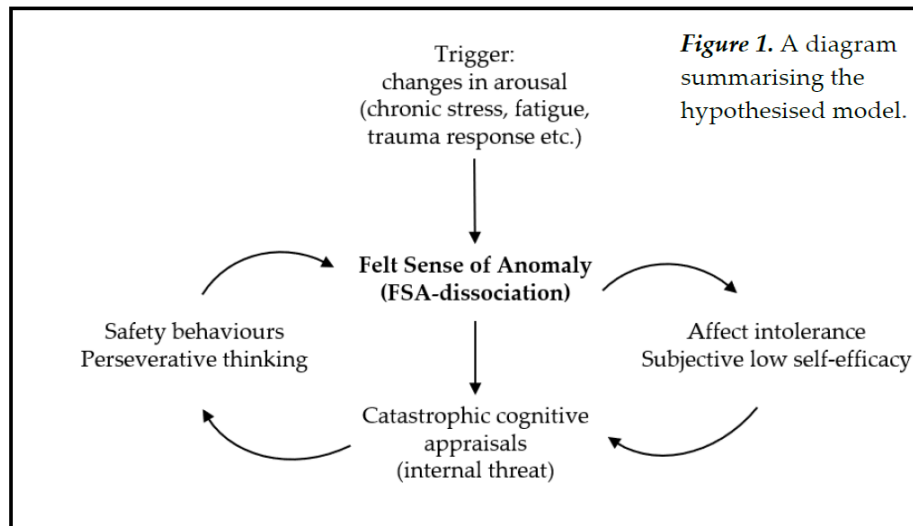 Trigger:
changes in arousal
(chronic stress, fatigue,
trauma response etc.)
Figure 1. A diagram
summarising the
hypothesised model.
Felt Sense of Anomaly
(FSA-dissociation)
Safety behaviours
Perseverative thinking
Affect intolerance
Subjective low self-efficacy
Catastrophic cognitive
appraisals
(internal threat)